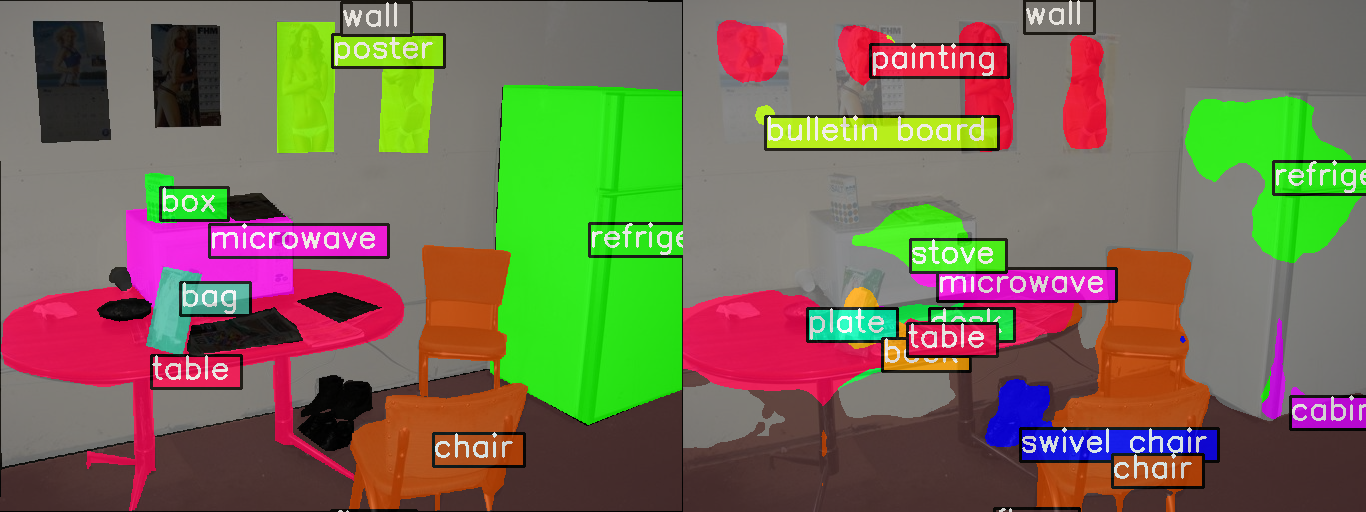 wall
poster
box
microwave
bag
refrige
table
chair
wall
painting
bulletin board
refrige
stove
microwave
plate
desk
table
cabin
swivel chair
chair
FHM